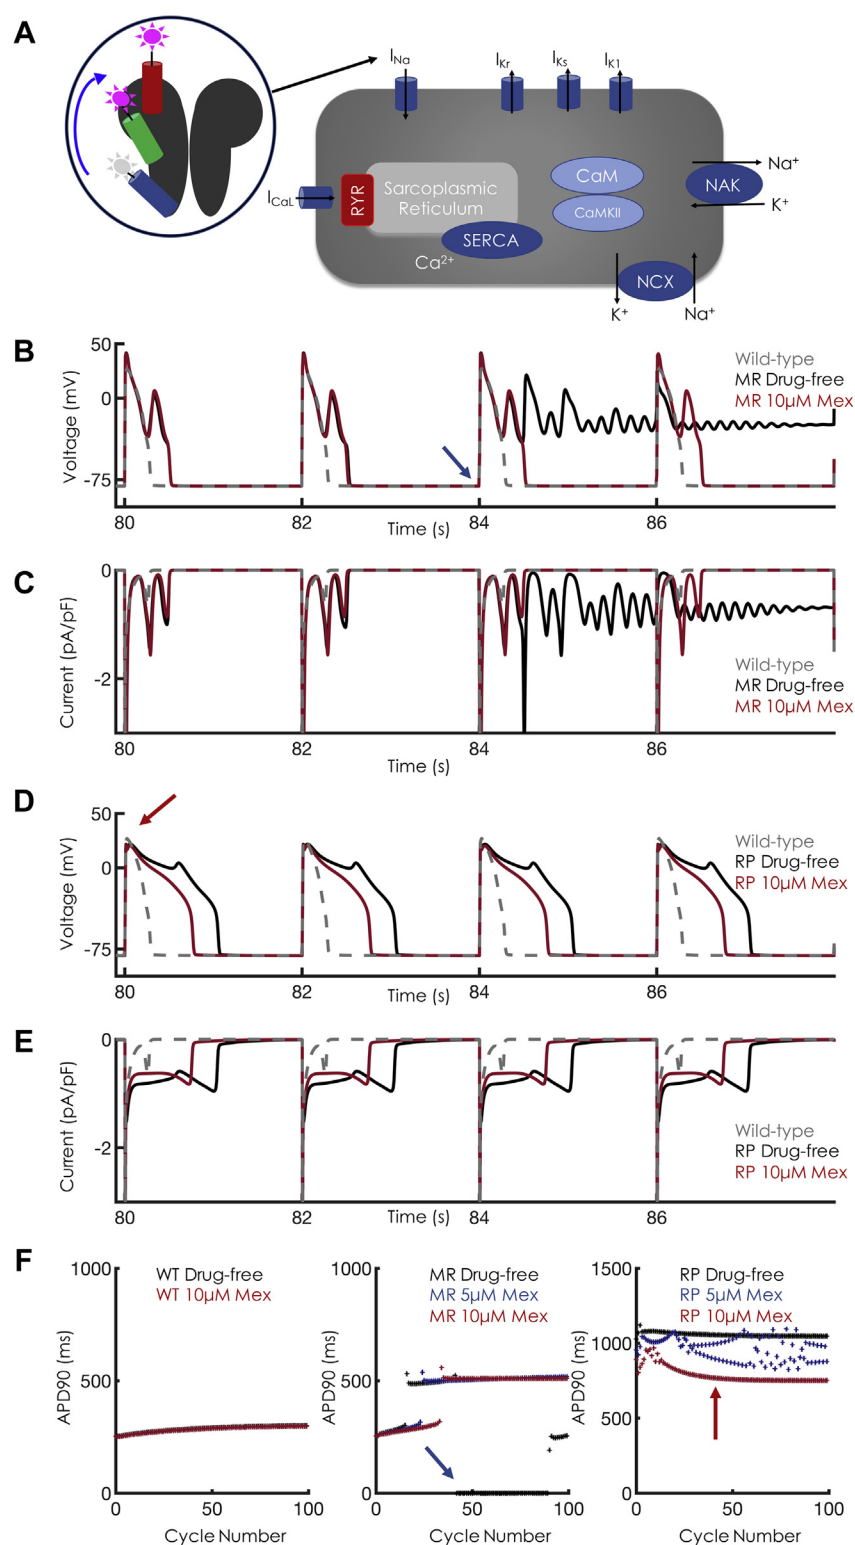 A
I Na
I Kr
I Ks
I K1
I CaL
RYR
Sarcoplasmic
Reticulum
SERCA
Ca2+
CaM
CaMKII
NAK
Na+
K+
NCX
K+
Na+
B
50
0
-75
Voltage (mV)
Wild-type
MR Drug-free
MR 10µM Mex
80
82
84
86
Time (s)
C
0
-2
Current (pA/pF)
Wild-type
MR Drug-free
MR 10µM Mex
80
82
84
86
Time (s)
D
50
0
-75
Voltage (mV)
Wild-type
RP Drug-free
RP 10µM Mex
80
82
84
86
Time (s)
E
0
-2
Current (pA/pF)
Wild-type
RP Drug-free
RP 10µM Mex
80
82
84
86
Time (s)
F
1000
500
0
APD90 (ms)
WT Drug-free
WT 10µM Mex
0
50
100
Cycle Number
1000
500
0
APD90 (ms)
MR Drug-free
MR 5µM Mex
MR 10µM Mex
0
50
100
Cycle Number
1500
1000
500
0
APD90 (ms)
RP Drug-free
RP 5µM Mex
RP 10µM Mex
0
50
100
Cycle Number